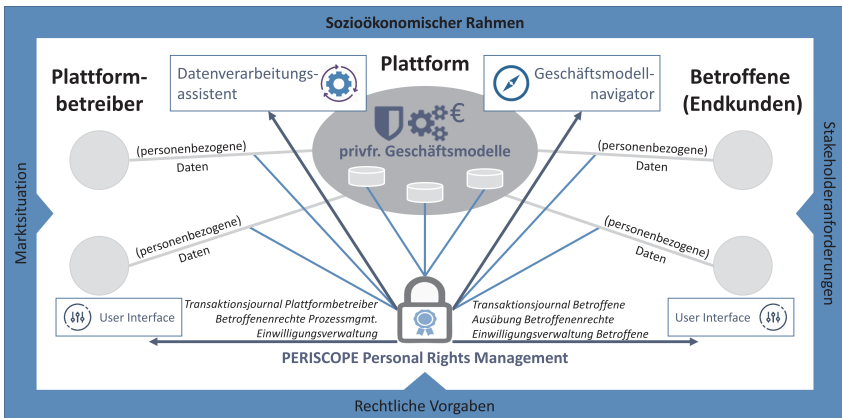 Sozioökonomischer Rahmen
Plattform-
betreiber
Datenverarbeitungs-
assistent
Plattform
Geschäftsmodell-
navigator
Betroffene
(Endkunden)
€
privfr. Geschäftsmodelle
(personenbezogene)
Daten
(personenbezogene)
Daten
(personenbezogene)
Daten
(personenbezogene)
Daten
Marktsituation
Stakeholderanforderungen
User Interface
Transaktionsjournal Plattformbetreiber
Betroffenenrechte Prozessmgmt.
Einwilligungsverwaltung
Transaktionsjournal Betroffene
Ausübung Betroffenenrechte
Einwilligungsverwaltung Betroffene
User Interface
PERISCOPE Personal Rights Management
Rechtliche Vorgaben